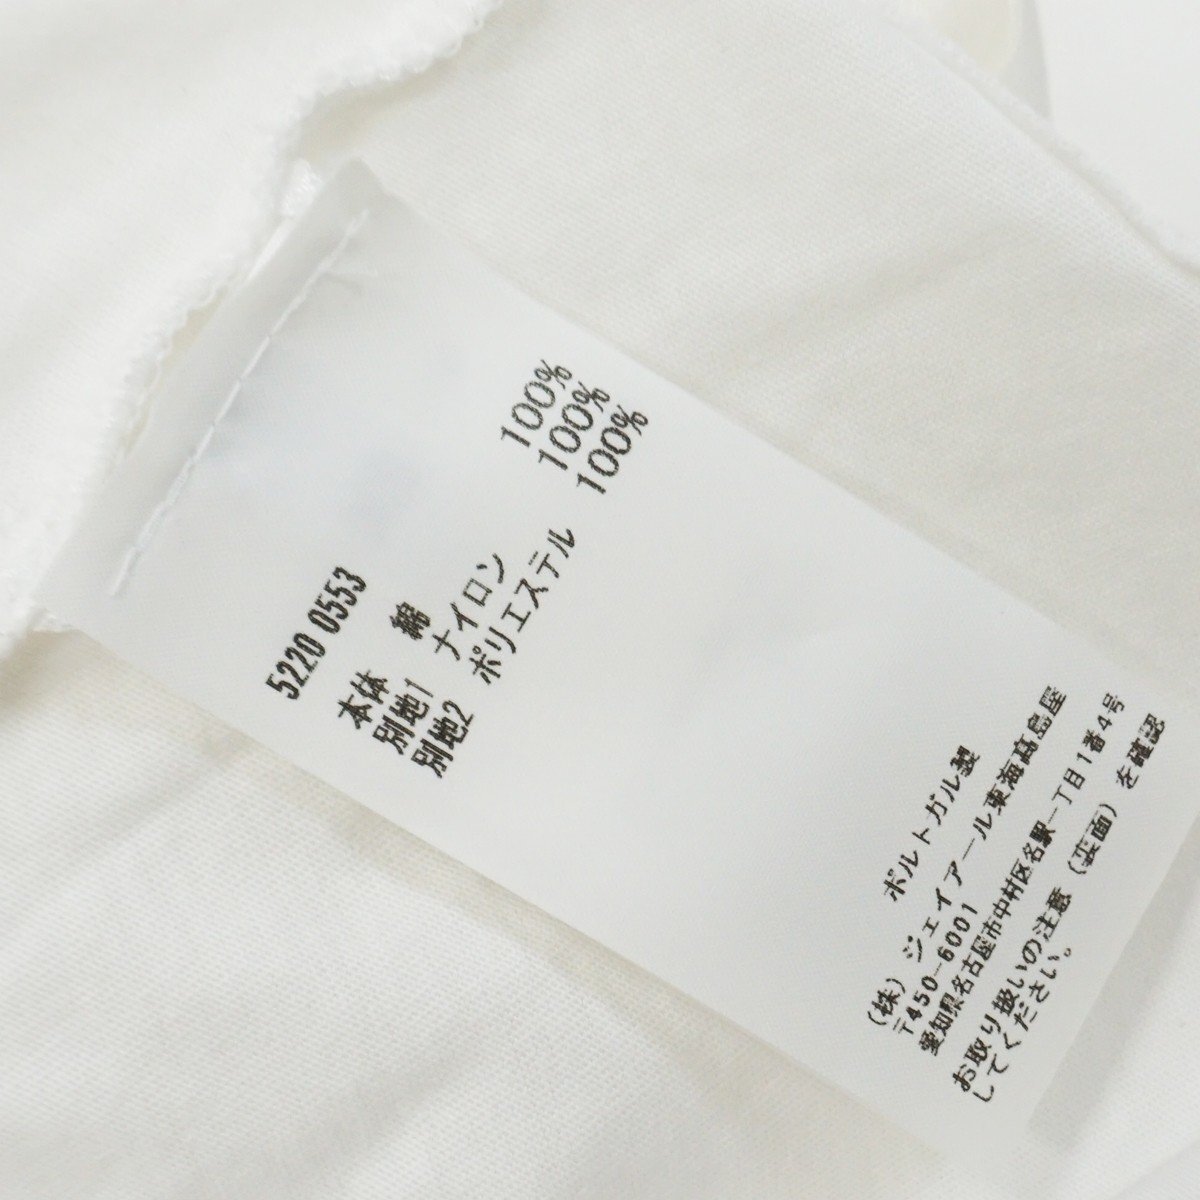 5220 0553
本体 綿 100%
別地1 ナイロン 100%
別地2 ポリエステル 100%
ポルトガル製
(株) ジェイアール東海髙島屋
〒450-6001
愛知県名古屋市中村区名駅一丁目1番4号
お取り扱いの注意 (裏面) を確認
してください。